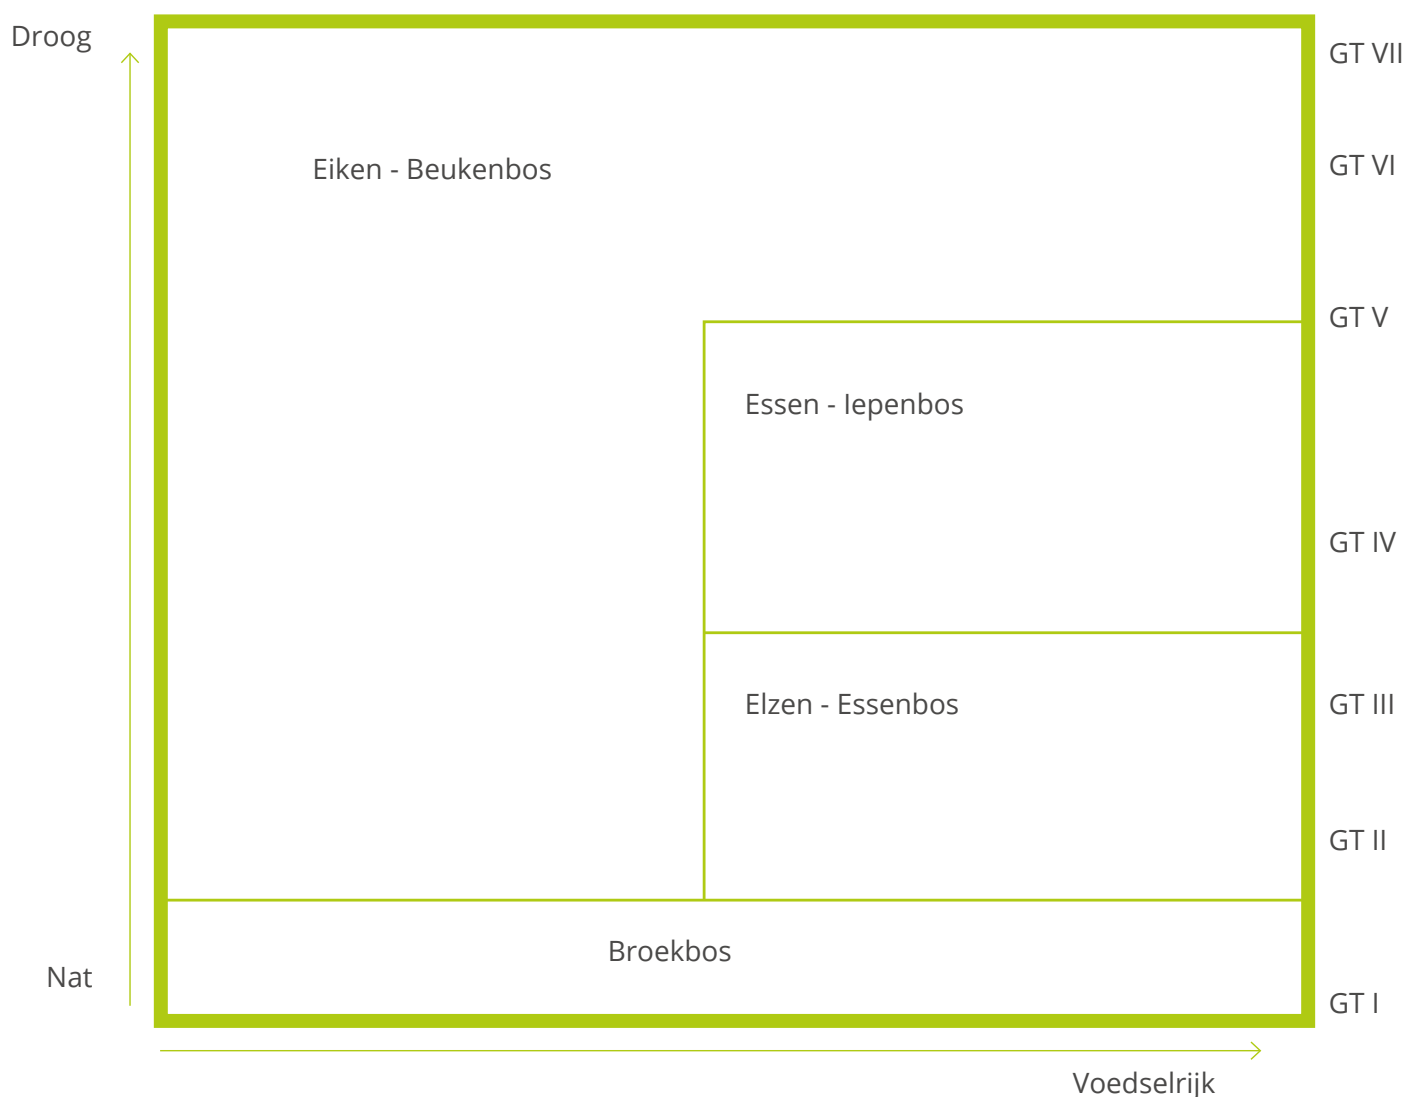 Droog
GT VII
GT VI
Eiken - Beukenbos
GT V
Essen - Iepenbos
GT IV
Elzen - Essenbos
GT III
GT II
Broekbos
Nat
GT I
Voedselrijk